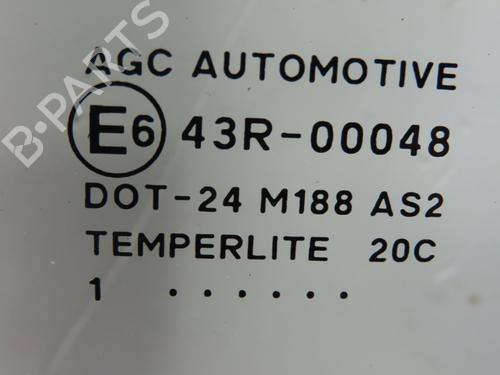 AGC AUTOMOTIVE
E6 43R-00048
DOT-24 M188 AS2
TEMPERLITE 20C
1 . . . . . .
B-PARTS